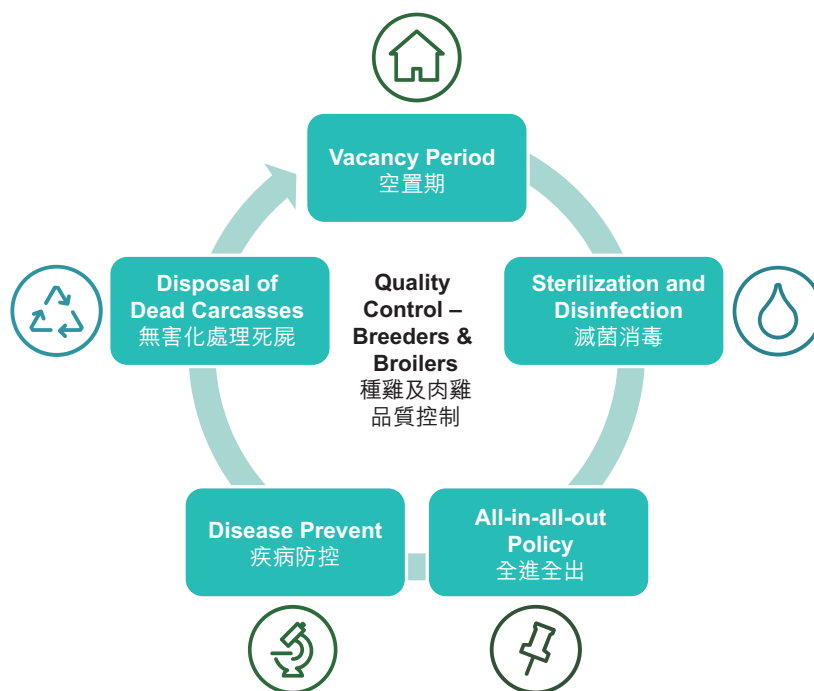 Vacancy Period
空置期
Sterilization and
Disinfection
滅菌消毒
All-in-all-out
Policy
全進全出
Disease Prevent
疾病防控
Disposal of
Dead Carcasses
無害化處理死屍
Quality
Control –
Breeders &
Broilers
種雞及肉雞
品質控制